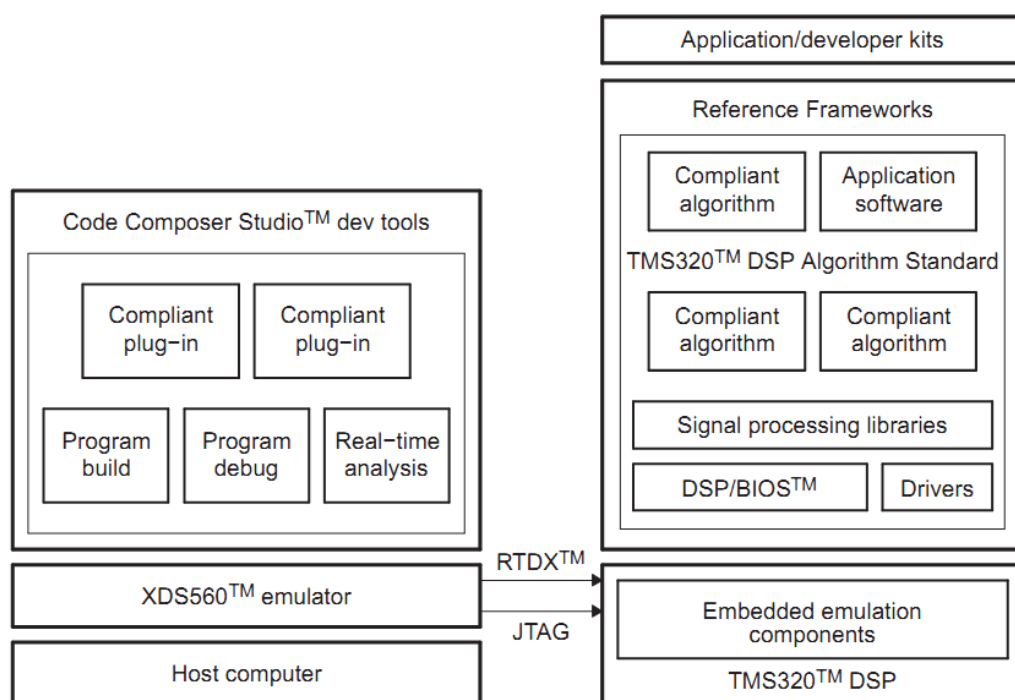 Application/developer kits
Reference Frameworks
Compliant
algorithm
Application
software
TMS320™ DSP Algorithm Standard
Compliant
algorithm
Compliant
algorithm
Signal processing libraries
DSP/BIOS™
Drivers
Code Composer Studio™ dev tools
Compliant
plug−in
Compliant
plug−in
Program
build
Program
debug
Real−time
analysis
XDS560™ emulator
Host computer
RTDX™
JTAG
Embedded emulation
components
TMS320™ DSP